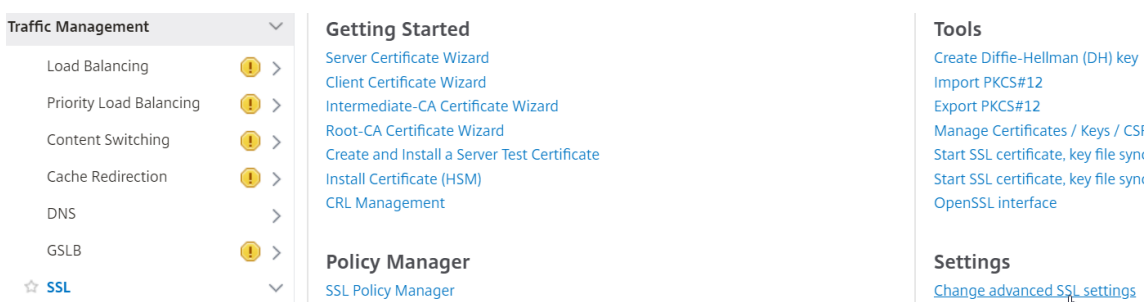 Traffic Management
Load Balancing
Priority Load Balancing
Content Switching
Cache Redirection
DNS
GSLB
SSL
Getting Started
Server Certificate Wizard
Client Certificate Wizard
Intermediate-CA Certificate Wizard
Root-CA Certificate Wizard
Create and Install a Server Test Certificate
Install Certificate (HSM)
CRL Management
Policy Manager
SSL Policy Manager
Tools
Create Diffie-Hellman (DH) key
Import PKCS#12
Export PKCS#12
Manage Certificates / Keys /
Start SSL certificate, key file
Start SSL certificate, key file
OpenSSL interface
Settings
Change advanced SSL settings